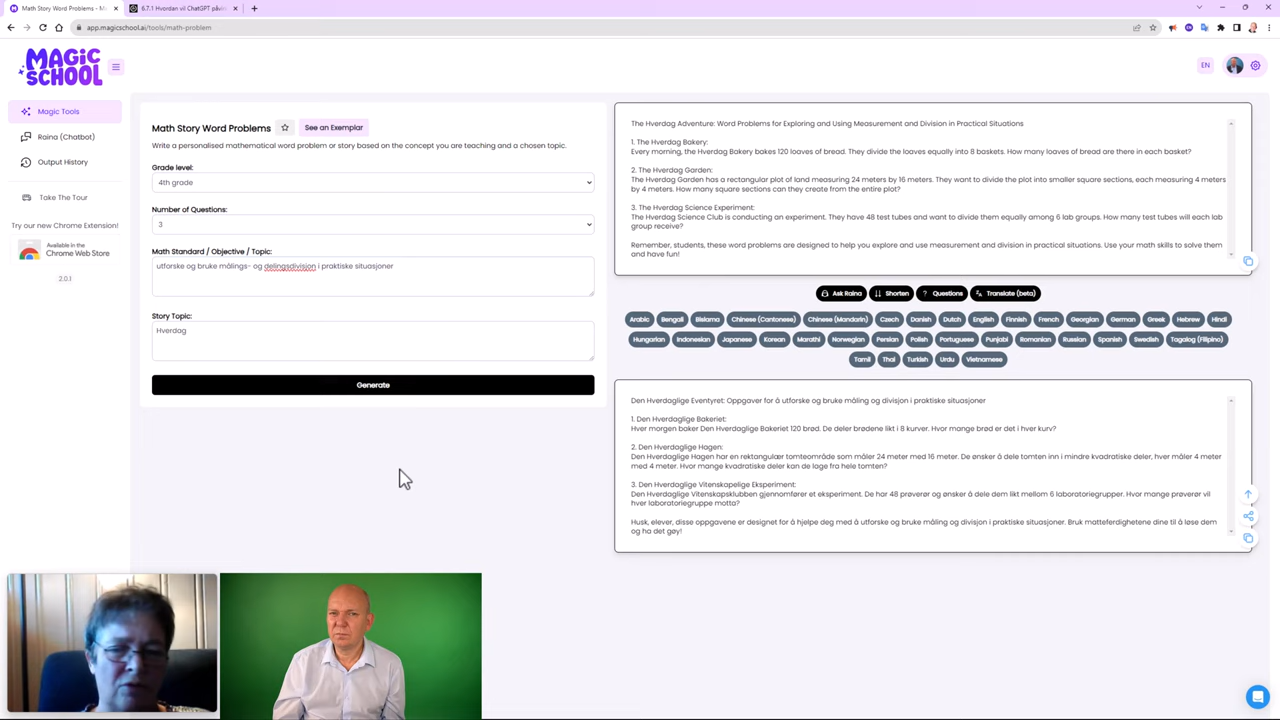 Math Story Word Problems - Ma
6.7.1 Hvordan vil ChatGPT påvi
app.magicschool.ai/tools/math-problem
MAGIC
SCHOOL
EN
Magic Tools
Raina (Chatbot)
Output History
Take The Tour
Try our new Chrome Extension!
Available in the
Chrome Web Store
2.0.1
Math Story Word Problems
See an Exemplar
Write a personalised mathematical word problem or story based on the concept you are teaching and a chosen topic.
Grade level:
4th grade
Number of Questions:
3
Math Standard / Objective / Topic:
utforske og bruke målings- og delingsdivisjon i praktiske situasjoner
Story Topic:
Hverdag
Generate
The Hverdag Adventure: Word Problems for Exploring and Using Measurement and Division in Practical Situations
1. The Hverdag Bakery:
Every morning, the Hverdag Bakery bakes 120 loaves of bread. They divide the loaves equally into 8 baskets. How many loaves of bread are there in each basket?
2. The Hverdag Garden:
The Hverdag Garden has a rectangular plot of land measuring 24 meters by 16 meters. They want to divide the plot into smaller square sections, each measuring 4 meters
by 4 meters. How many square sections can they create from the entire plot?
3. The Hverdag Science Experiment:
The Hverdag Science Club is conducting an experiment. They have 48 test tubes and want to divide them equally among 6 lab groups. How many test tubes will each lab
group receive?
Remember, students, these word problems are designed to help you explore and use measurement and division in practical situations. Use your math skills to solve them
and have fun!
Ask Raina Shorten Questions Translate (beta)
Arabic Bengali Bislama Chinese (Cantonese) Chinese (Mandarin) Czech Danish Dutch English Finnish French Georgian German Greek Hebrew Hindi
Hungarian Indonesian Japanese Korean Marathi Norwegian Persian Polish Portuguese Punjabi Romanian Russian Spanish Swedish Tagalog (Filipino)
Tamil Thai Turkish Urdu Vietnamese
Den Hverdaglige Eventyret: Oppgaver for å utforske og bruke måling og divisjon i praktiske situasjoner
1. Den Hverdaglige Bakeriet:
Hver morgen baker Den Hverdaglige Bakeriet 120 brød. De deler brødene likt i 8 kurver. Hvor mange brød er det i hver kurv?
2. Den Hverdaglige Hagen:
Den Hverdaglige Hagen har en rektangulær tomteområde som måler 24 meter med 16 meter. De ønsker å dele tomten inn i mindre kvadratiske deler, hver måler 4 meter
med 4 meter. Hvor mange kvadratiske deler kan de lage fra hele tomten?
3. Den Hverdaglige Vitenskapelige Eksperiment:
Den Hverdaglige Vitenskapsklubben gjennomfører et eksperiment. De har 48 prøverør og ønsker å dele dem likt mellom 6 laboratoriegrupper. Hvor mange prøverør vil
hver laboratoriegruppe motta?
Husk, elever, disse oppgavene er designet for å hjelpe deg med å utforske og bruke måling og divisjon i praktiske situasjoner. Bruk matteferdighetene dine til å løse dem
og ha det gøy!